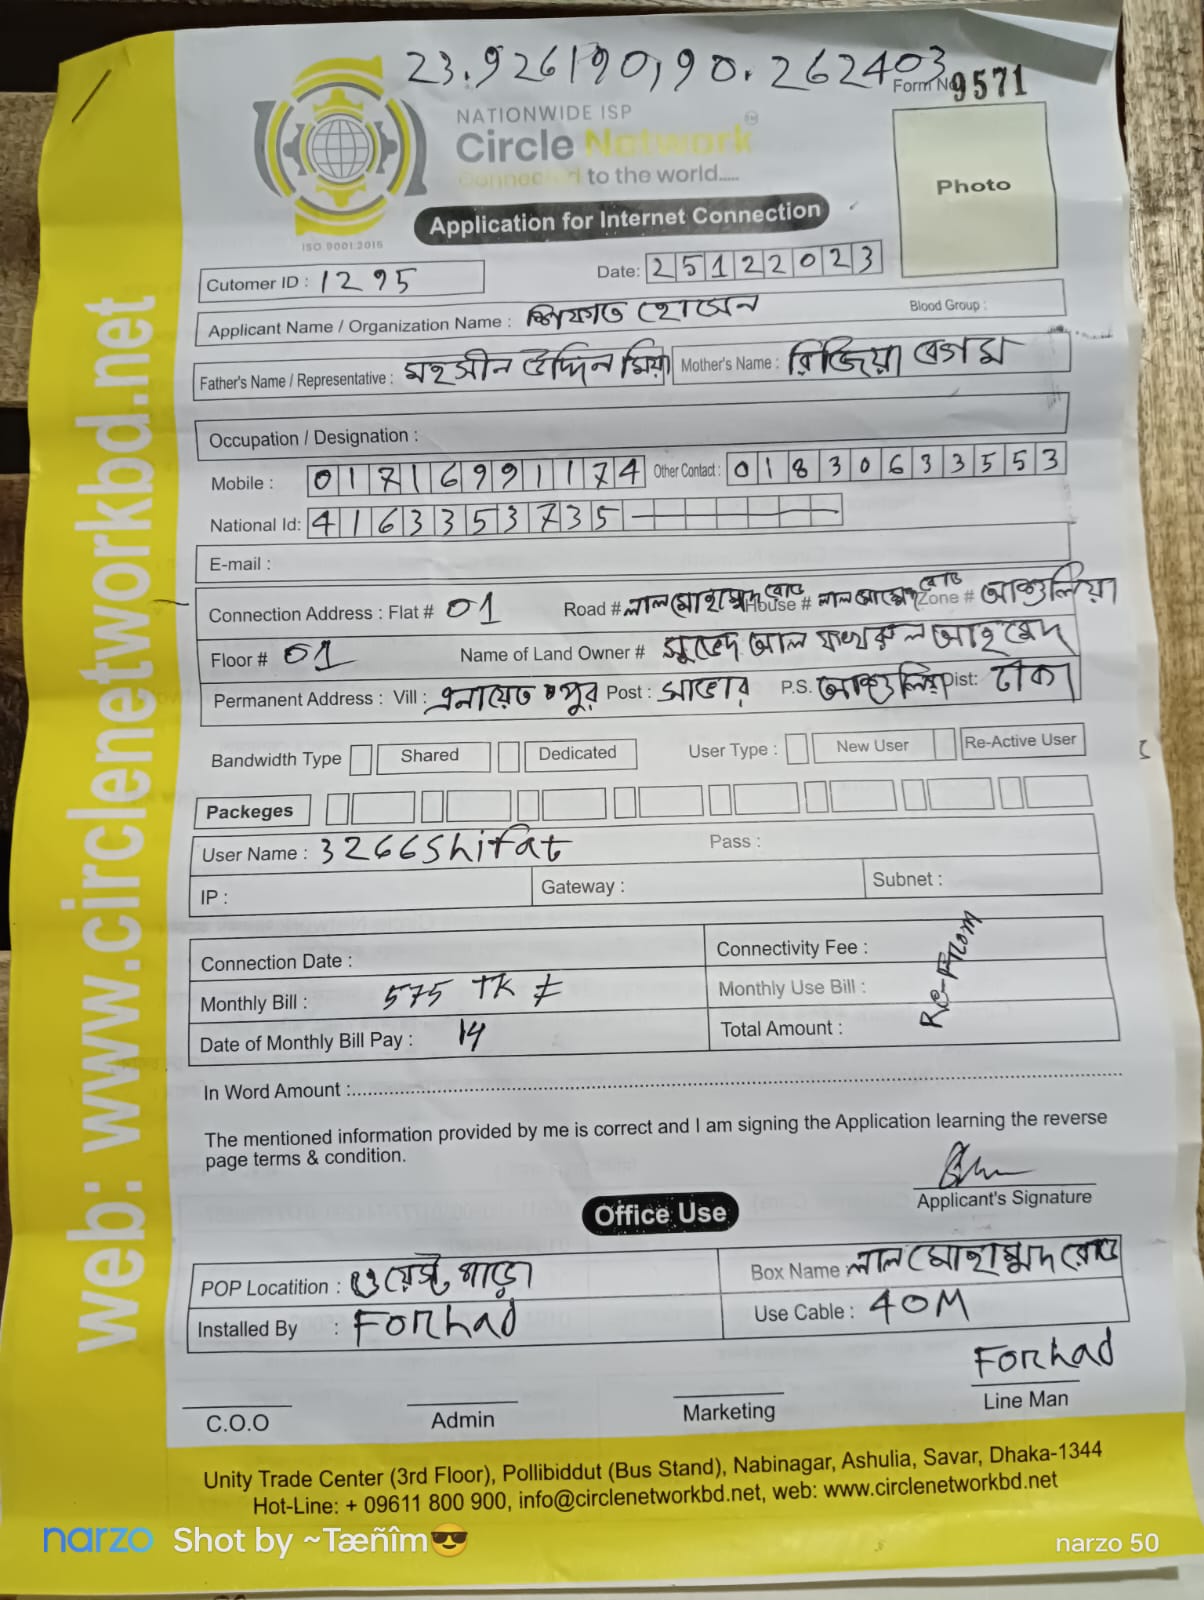 23.926190,90.262403
Form No 9571
NATIONWIDE ISP
Circle Network
Connected to the world.....
ISO 9001:2015
Application for Internet Connection
Photo
Cutomer ID : 1295
Date: 25122023
Applicant Name / Organization Name : শিফাত হোসেন Blood Group :
Father's Name / Representative : মহসীন উদ্দিন মিয়া Mother's Name : রিজিয়া বেগম
Occupation / Designation :
Mobile : 01716991174 Other Contact : 01830633553
National Id: 4163353735
E-mail :
Connection Address : Flat # 01 Road # লাল মোহাম্মদ রোড House # লাল মোহাম্মদ রোড Zone # আশুলিয়া
Floor # 01 Name of Land Owner # আল ফখরুল আহমেদ
Permanent Address : Vill : এনায়েতপুর Post : সাভার P.S. আশুলিয়া Dist: ঢাকা
Bandwidth Type Shared Dedicated User Type : New User Re-Active User
Packeges
User Name : 3266Shifat Pass :
IP : Gateway : Subnet :
Connection Date : Connectivity Fee :
Monthly Bill : 575 TK Monthly Use Bill :
Date of Monthly Bill Pay : 14 Total Amount :
Re-From
In Word Amount :
The mentioned information provided by me is correct and I am signing the Application learning the reverse
page terms & condition.
Applicant's Signature
Office Use
POP Locatition : Box Name লাল মোহাম্মদ রোড
Installed By : Forhad Use Cable : 40M
Forhad
C.O.O Admin Marketing Line Man
Unity Trade Center (3rd Floor), Pollibiddut (Bus Stand), Nabinagar, Ashulia, Savar, Dhaka-1344
Hot-Line: + 09611 800 900, info@circlenetworkbd.net, web: www.circlenetworkbd.net
web: www.circlenetworkbd.net
narzo Shot by ~Tæñîm😎 narzo 50